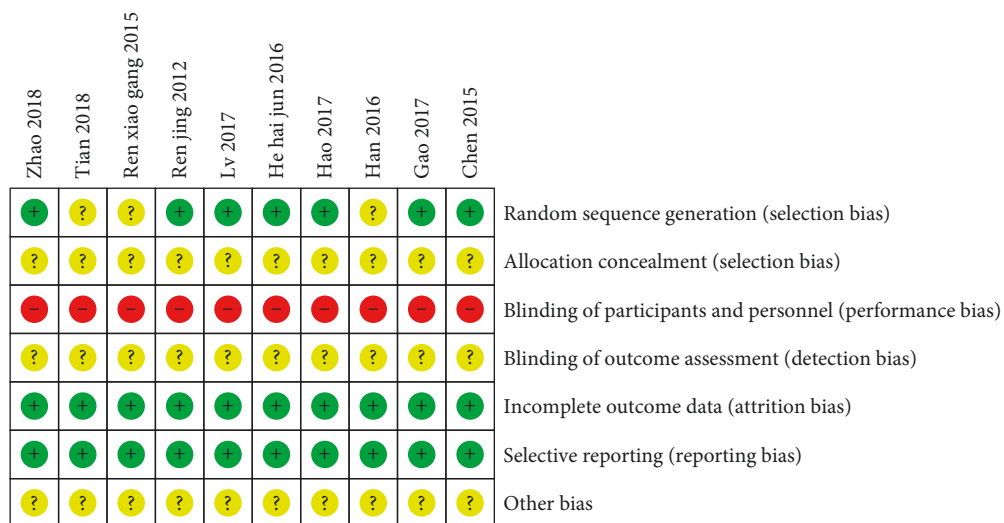 Zhao 2018
Tian 2018
Ren xiao gang 2015
Ren jing 2012
Lv 2017
He hai jun 2016
Hao 2017
Han 2016
Gao 2017
Chen 2015
+ ? ? + + + + ? + + Random sequence generation (selection bias)
? ? ? ? ? ? ? ? ? ? Allocation concealment (selection bias)
– – – – – – – – – – Blinding of participants and personnel (performance bias)
? ? ? ? ? ? ? ? ? ? Blinding of outcome assessment (detection bias)
+ + + + + + + + + + Incomplete outcome data (attrition bias)
+ + + + + + + + + + Selective reporting (reporting bias)
? ? ? ? ? ? ? ? ? ? Other bias